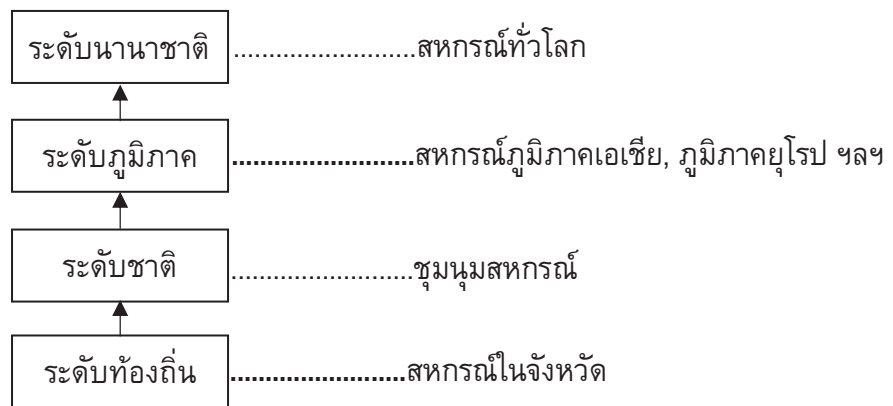 ระดับนานาชาติ ..........................สหกรณ์ทั่วโลก
ระดับภูมิภาค ..........................สหกรณ์ภูมิภาคเอเชีย, ภูมิภาคยุโรป ฯลฯ
ระดับชาติ ..........................ชุมนุมสหกรณ์
ระดับท้องถิ่น ..........................สหกรณ์ในจังหวัด